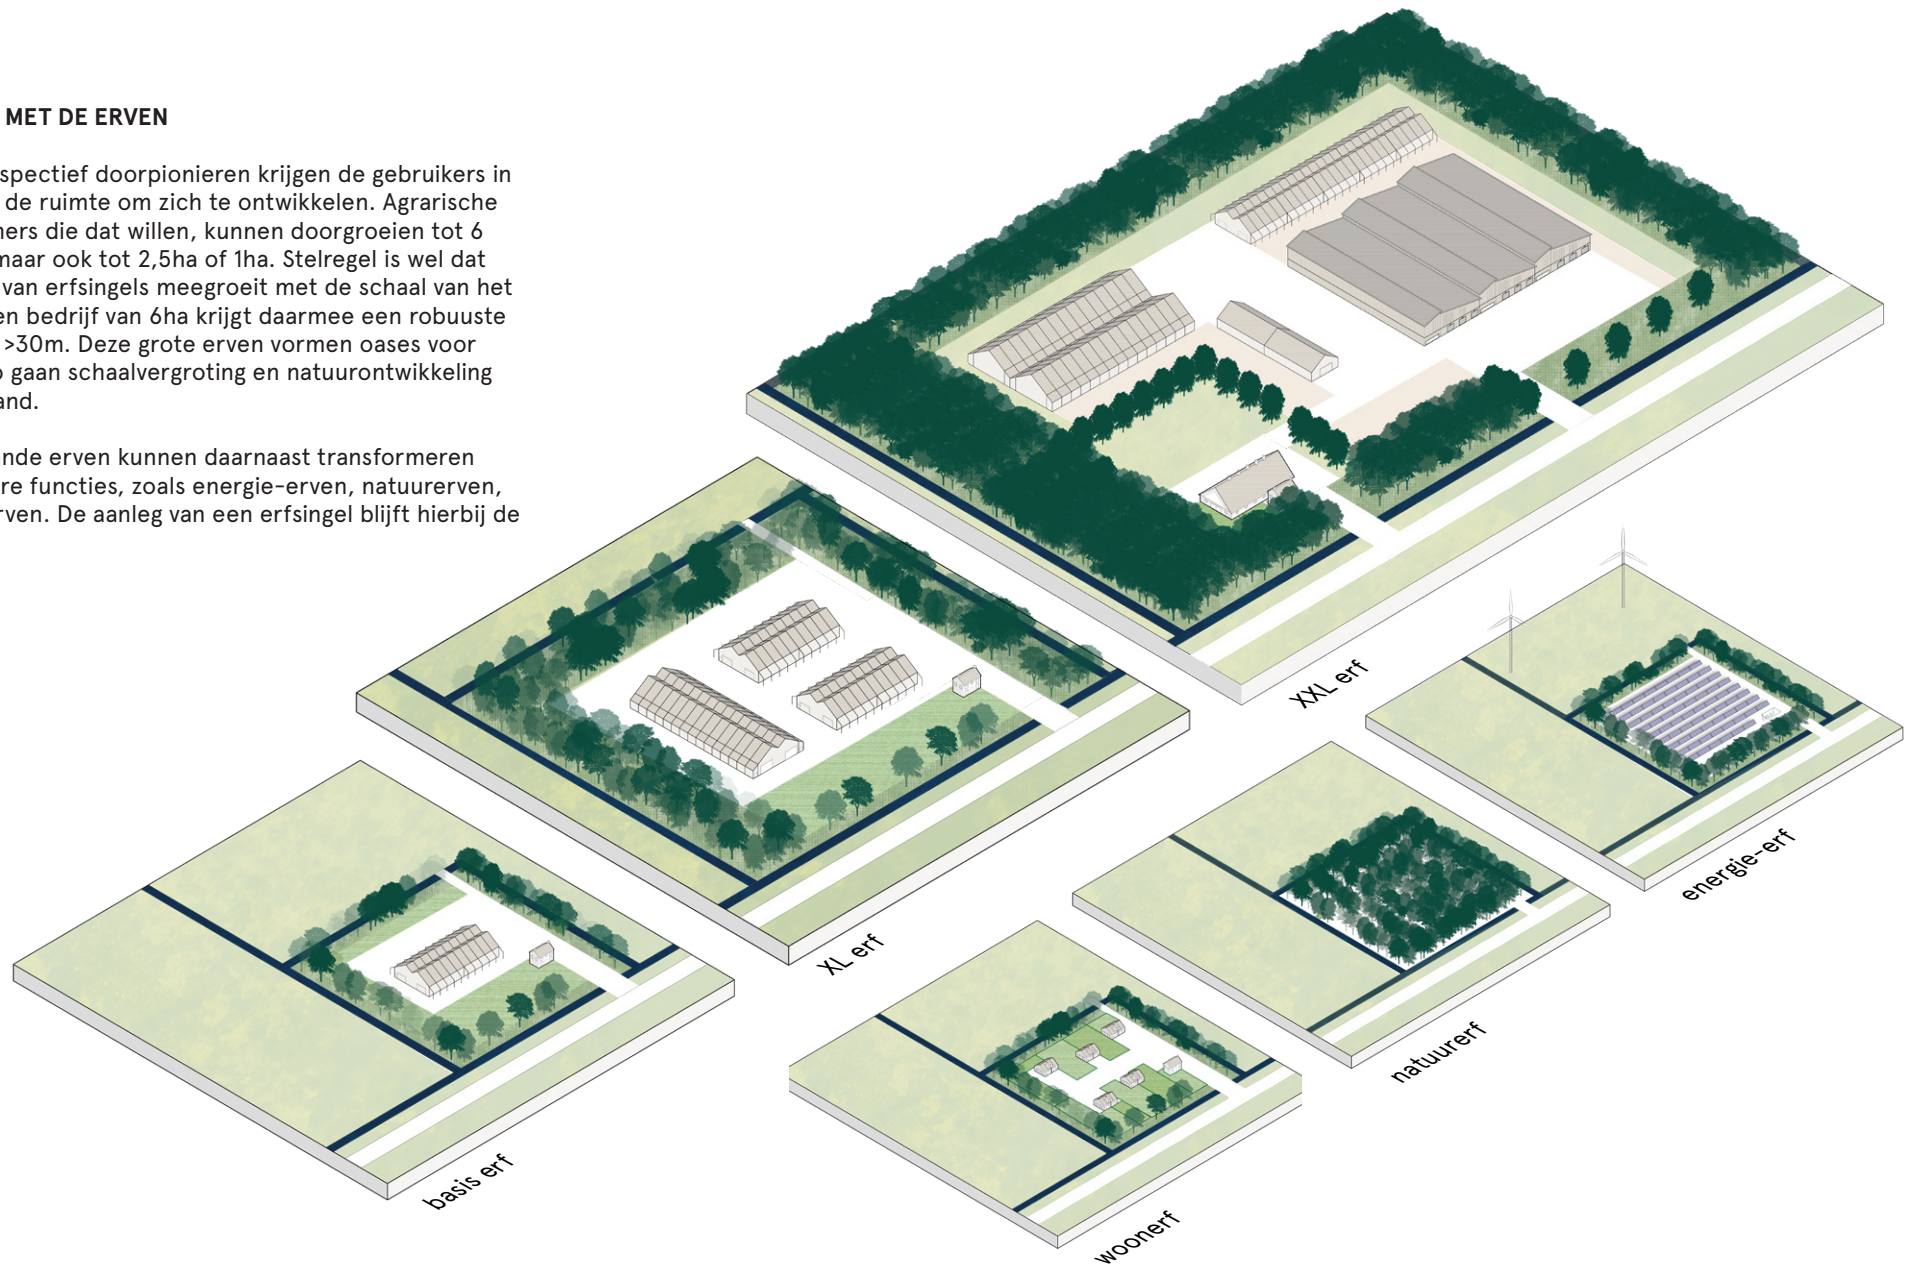 MET DE ERVEN
spectief doorpionieren krijgen de gebruikers in
de ruimte om zich te ontwikkelen. Agrarische
ers die dat willen, kunnen doorgroeien tot 6
maar ook tot 2,5ha of 1ha. Stelregel is wel dat
van erfsingels meegroeit met de schaal van het
en bedrijf van 6ha krijgt daarmee een robuuste
>30m. Deze grote erven vormen oases voor
gaan schaalvergroting en natuurontwikkeling
and.
ande erven kunnen daarnaast transformeren
re functies, zoals energie-erven, natuurerven,
rven. De aanleg van een erfsingel blijft hierbij de
XXL erf
energie-erf
XL erf
natuurerf
basis erf
woonerf